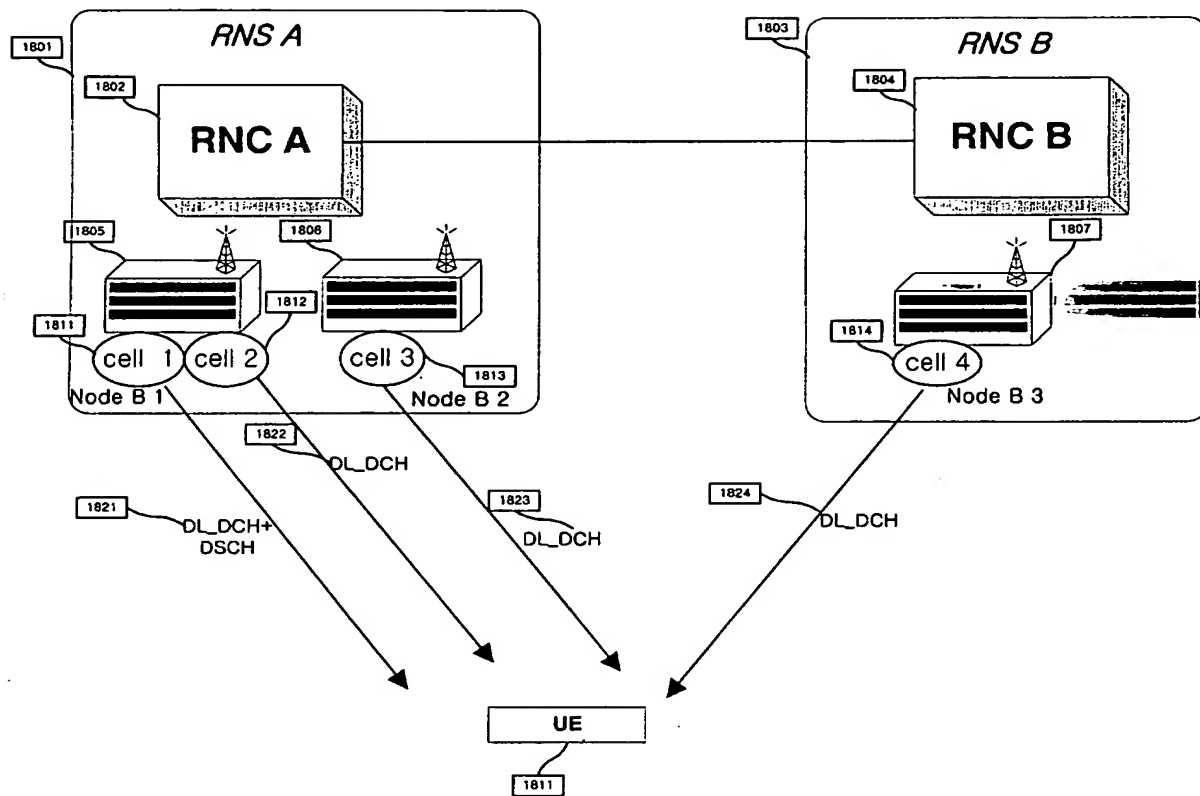 RNS A
RNS B
1801
1803
1802
1804
RNC A
RNC B
1805
1806
1807
1811
1812
1814
cell 1
cell 2
cell 3
cell 4
1813
Node B 1
Node B 2
Node B 3
1822
DL_DCH
1821
1823
1824
DL_DCH+
DSCH
DL_DCH
DL_DCH
UE
1811